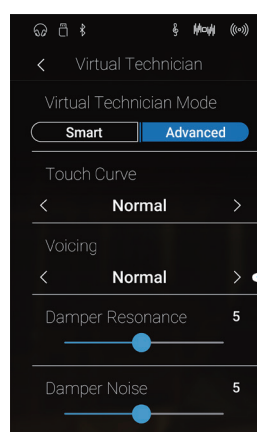 Virtual Technician
Virtual Technician Mode
Smart Advanced
Touch Curve
Normal
Voicing
Normal
Damper Resonance 5
Damper Noise 5